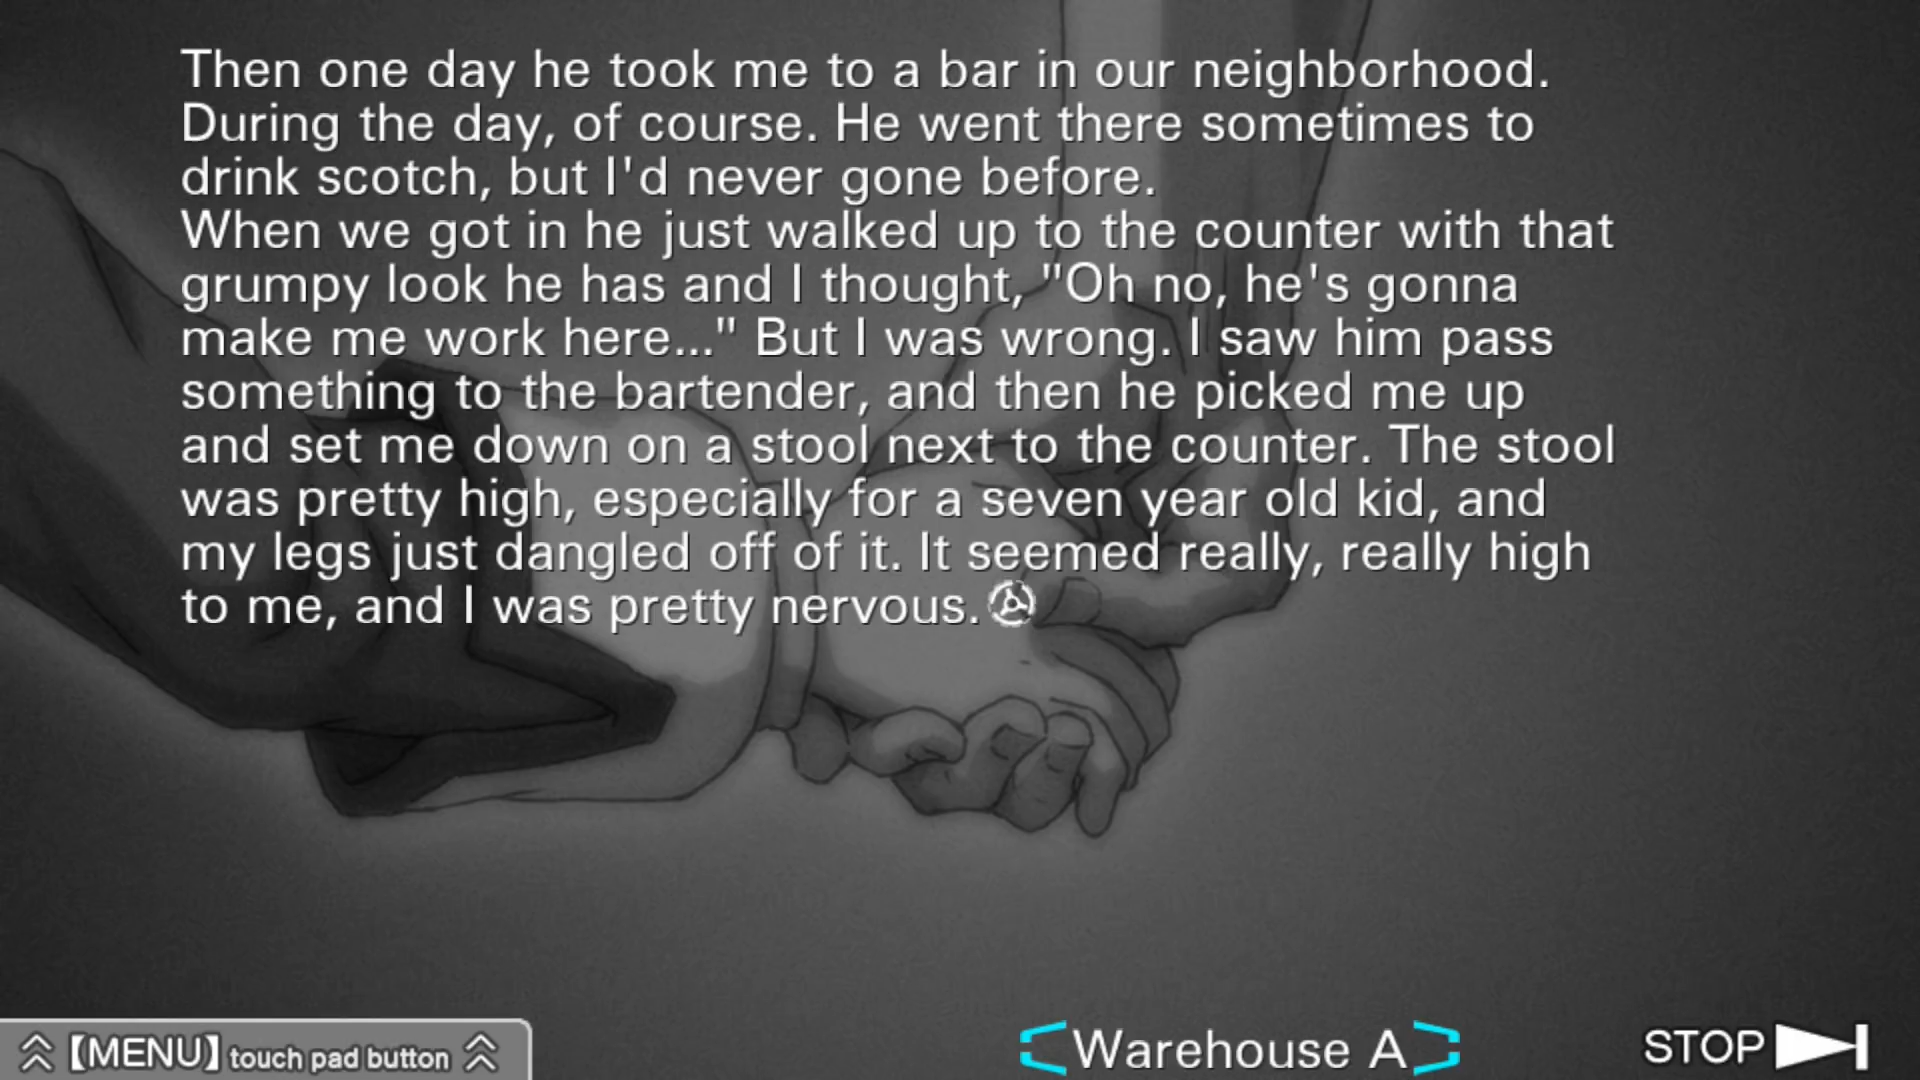 Then one day he took me to a bar in our neighborhood.
During the day, of course. He went there sometimes to
drink scotch, but I'd never gone before.
When we got in he just walked up to the counter with that
grumpy look he has and I thought, "Oh no, he's gonna
make me work here..." But I was wrong. I saw him pass
something to the bartender, and then he picked me up
and set me down on a stool next to the counter. The stool
was pretty high, especially for a seven year old kid, and
my legs just dangled off of it. It seemed really, really high
to me, and I was pretty nervous.
【MENU】 touch pad button
Warehouse A
STOP